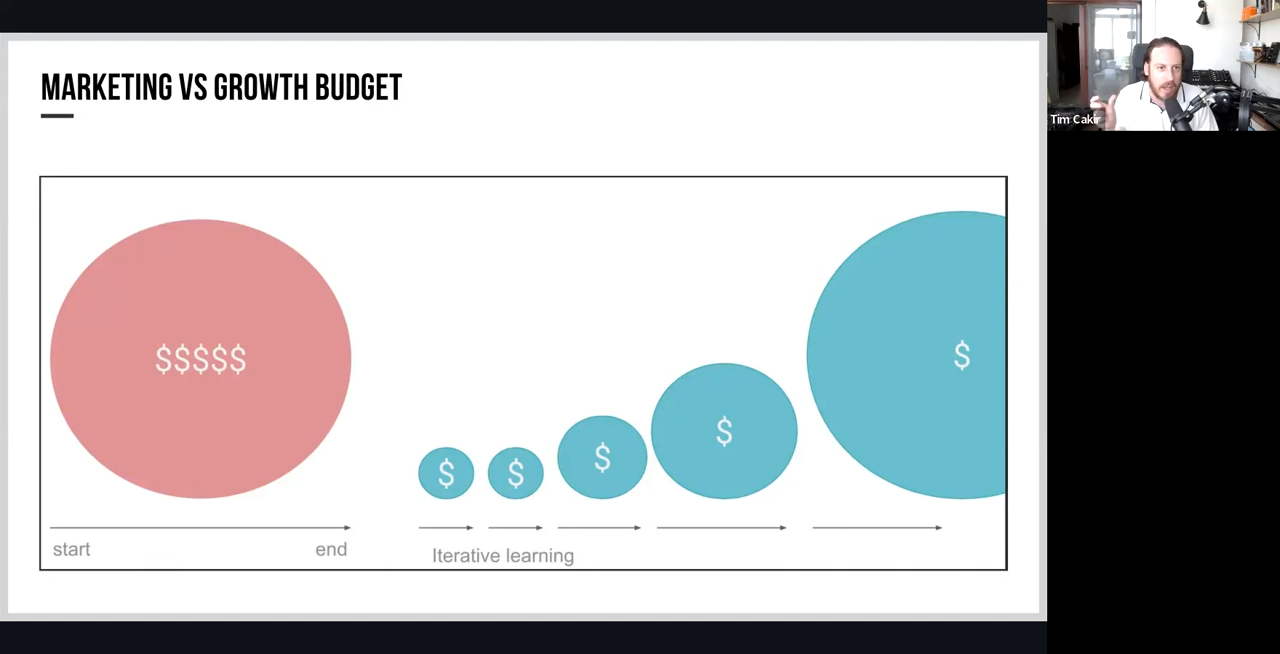 MARKETING VS GROWTH BUDGET
Tim Cakir
$$$$$
$
$
$
$
$
start
end
Iterative learning